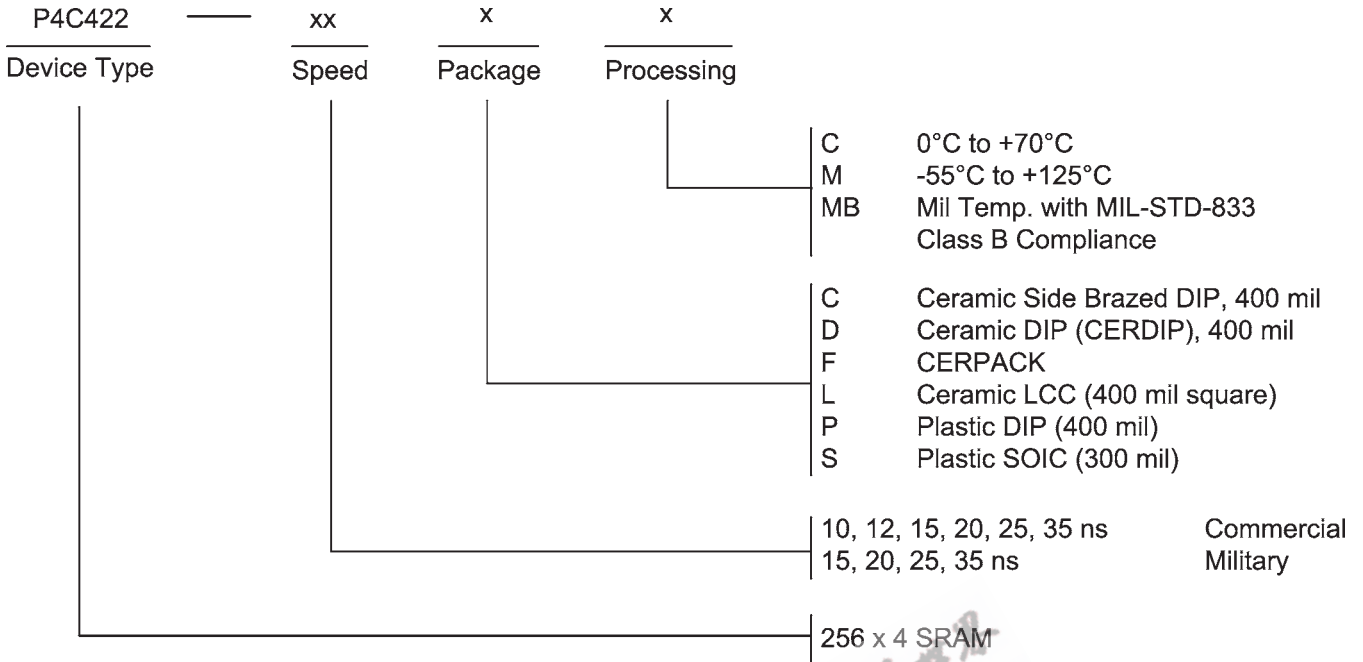 P4C422 xx x x
Device Type Speed Package Processing
C 0°C to +70°C
M -55°C to +125°C
MB Mil Temp. with MIL-STD-833
Class B Compliance
C Ceramic Side Brazed DIP, 400 mil
D Ceramic DIP (CERDIP), 400 mil
F CERPACK
L Ceramic LCC (400 mil square)
P Plastic DIP (400 mil)
S Plastic SOIC (300 mil)
10, 12, 15, 20, 25, 35 ns Commercial
15, 20, 25, 35 ns Military
256 x 4 SRAM